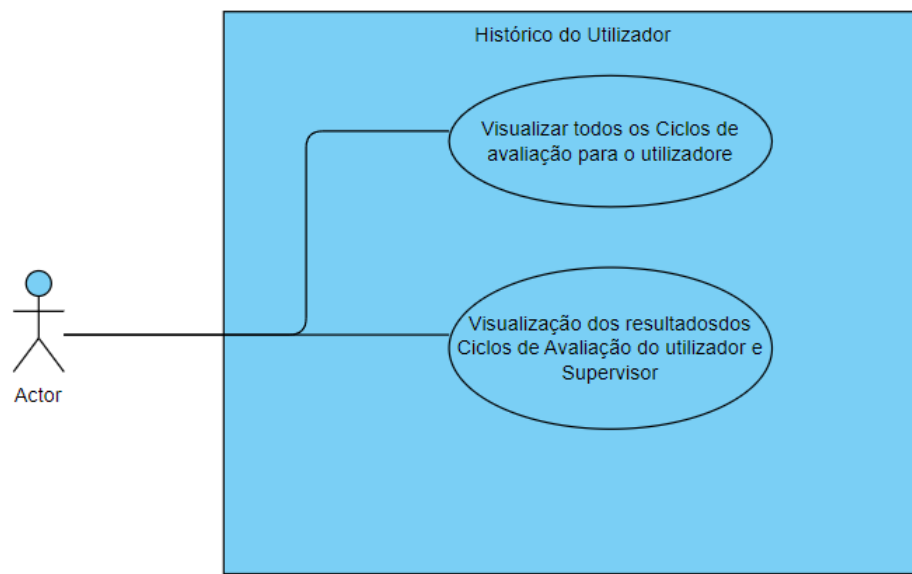 Histórico do Utilizador
Visualizar todos os Ciclos de
avaliação para o utilizadore
Visualização dos resultadosdos
Ciclos de Avaliação do utilizador e
Supervisor
Actor